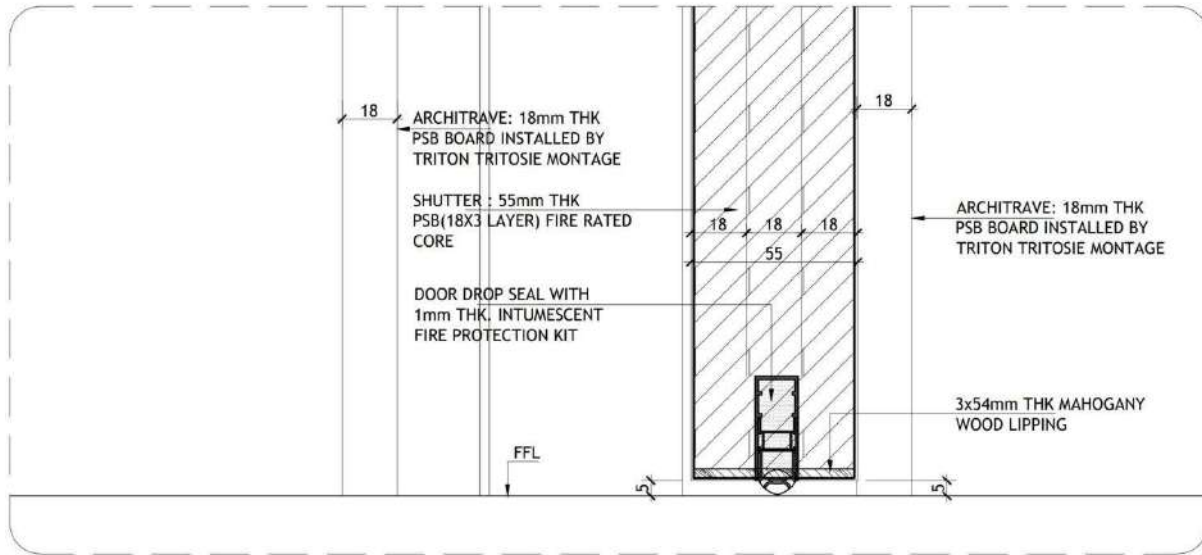 18
ARCHITRAVE: 18mm THK
PSB BOARD INSTALLED BY
TRITON TRITOSIE MONTAGE
SHUTTER : 55mm THK
PSB(18X3 LAYER) FIRE RATED
CORE
DOOR DROP SEAL WITH
1mm THK. INTUMESCENT
FIRE PROTECTION KIT
FFL
18 18 18
55
5
18
ARCHITRAVE: 18mm THK
PSB BOARD INSTALLED BY
TRITON TRITOSIE MONTAGE
3x54mm THK MAHOGANY
WOOD LIPPING
5